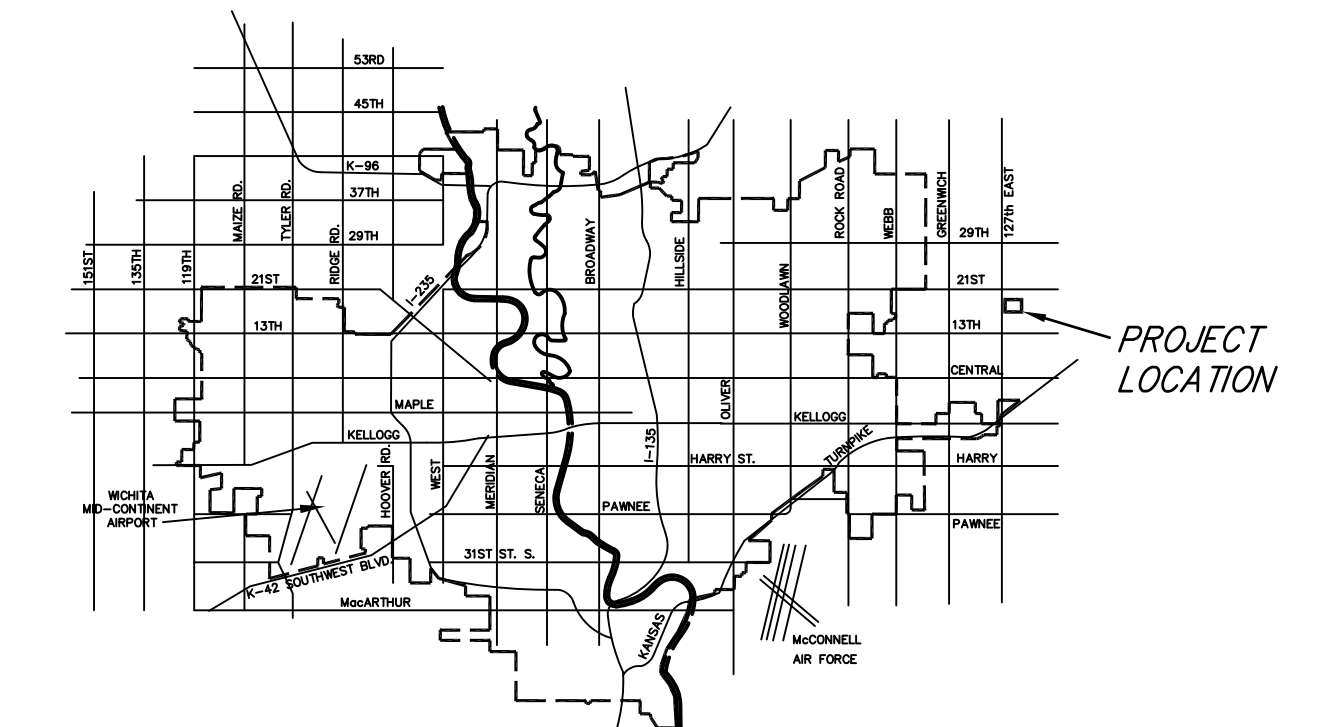 53RD
45TH
K-96
37TH
29TH
21ST
13TH
MAPLE
KELLOGG
151ST
135TH
119TH
MAIZE RD.
TYLER RD.
RIDGE RD.
I-235
HOOVER RD.
WEST
MERIDIAN
SENECA
BROADWAY
I-135
HILLSIDE
OLIVER
WOODLAWN
ROCK ROAD
WEBB
GREENWICH
127th EAST
29TH
21ST
13TH
CENTRAL
KELLOGG
TURNPIKE
HARRY ST.
HARRY
PAWNEE
PAWNEE
31ST ST. S.
K-42 SOUTHWEST BLVD.
MacARTHUR
KANSAS
WICHITA
MID-CONTINENT
AIRPORT
McCONNELL
AIR FORCE
PROJECT
LOCATION